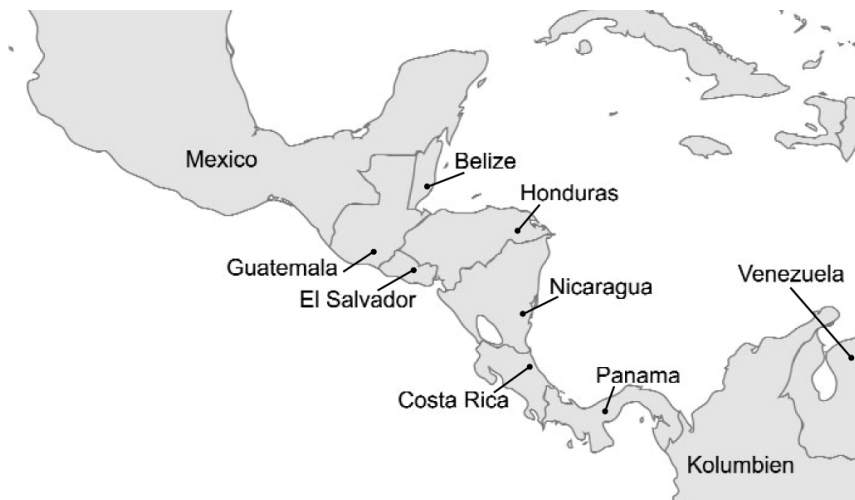 Mexico
Belize
Honduras
Guatemala
El Salvador
Nicaragua
Venezuela
Costa Rica
Panama
Kolumbien